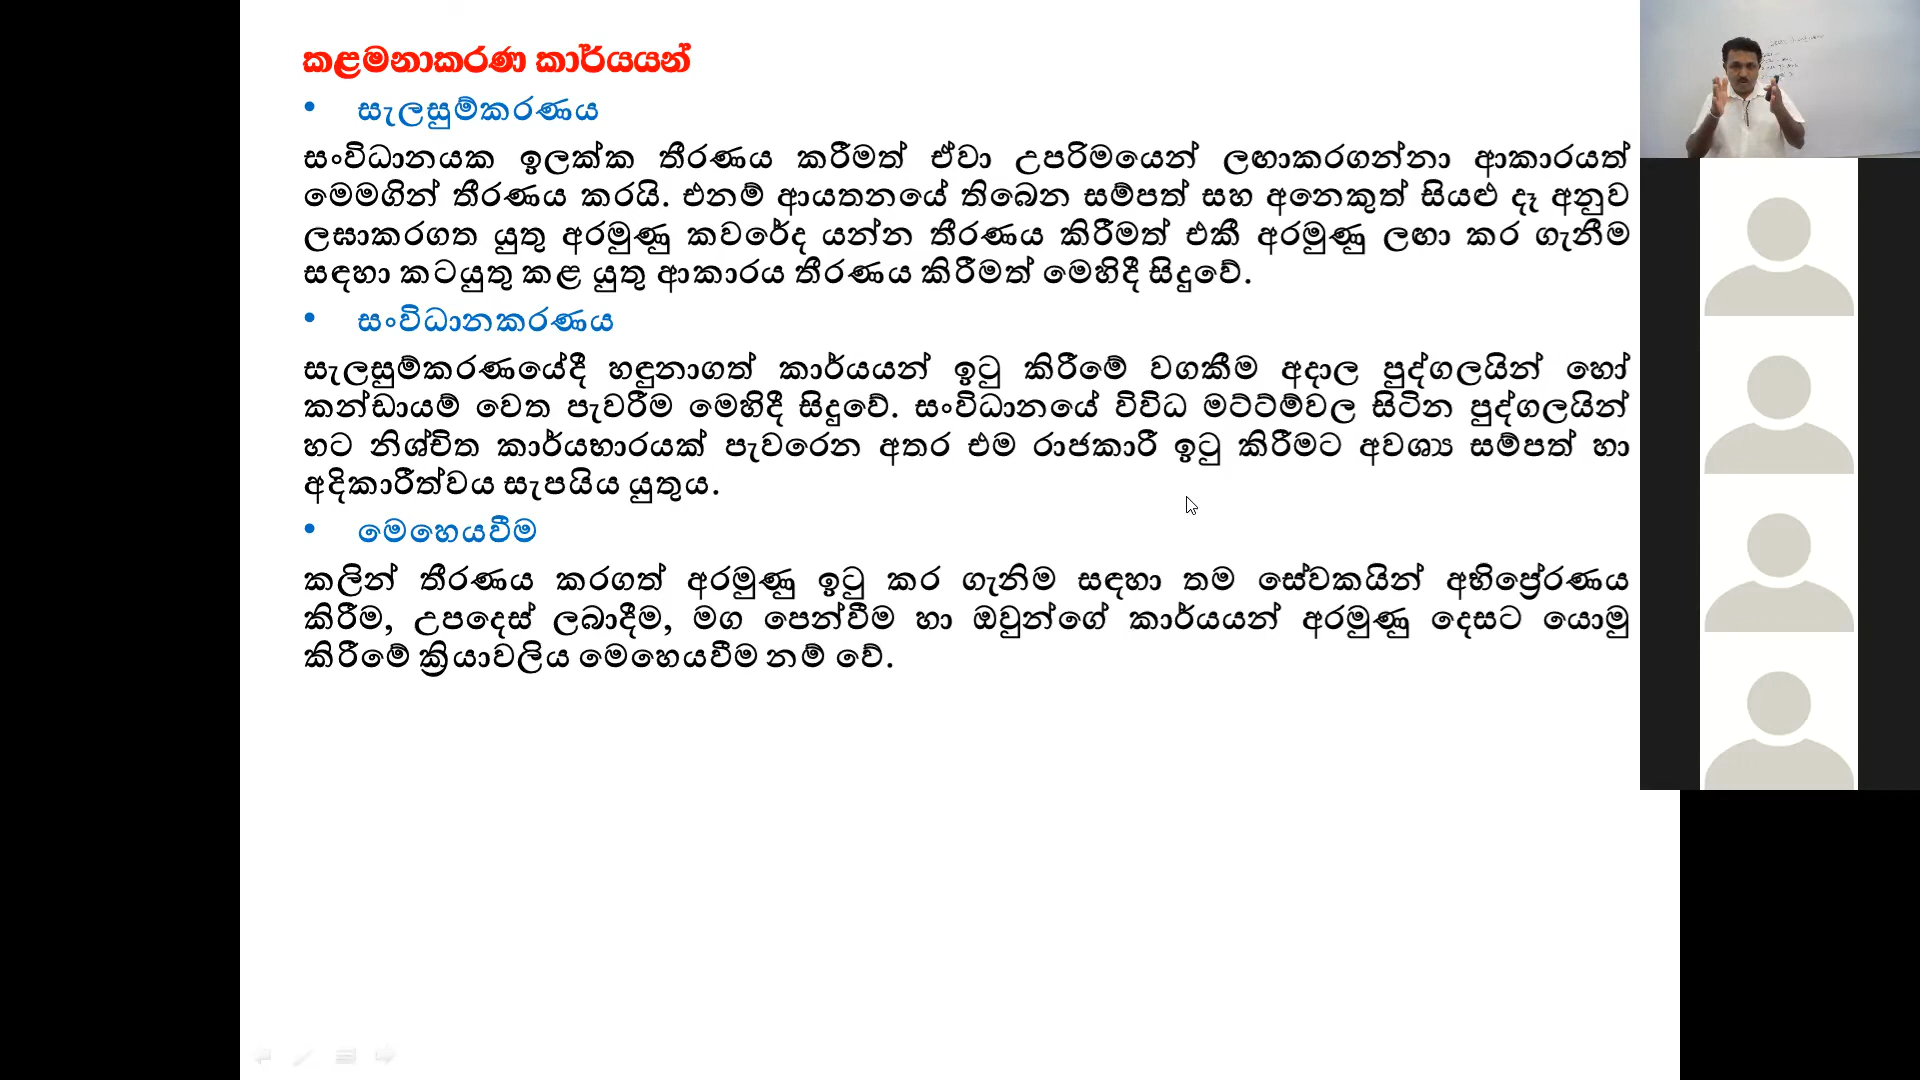 කළමනාකරණ කාර්යයන්
• සැලසුම්කරණය
සංවිධානයක ඉලක්ක තීරණය කරීමත් ඒවා උපරිමයෙන් ලඟාකරගන්නා ආකාරයත්
මෙමගින් තීරණය කරයි. එනම් ආයතනයේ තිබෙන සම්පත් සහ අනෙකුත් සියළු දෑ අනුව
ලඝාකරගත යුතු අරමුණු කවරේද යන්න තීරණය කිරීමත් එකී අරමුණු ලඟා කර ගැනීම
සඳහා කටයුතු කළ යුතු ආකාරය තීරණය කිරීමත් මෙහිදී සිදුවේ.
• සංවිධානකරණය
සැලසුම්කරණයේදී හඳුනාගත් කාර්යයන් ඉටු කිරීමේ වගකීම අදාල පුද්ගලයින් හෝ
කන්ඩායම් වෙත පැවරීම මෙහිදී සිදුවේ. සංවිධානයේ විවිධ මට්ට්ම්වල සිටින පුද්ගලයින්
හට නිශ්චිත කාර්යභාරයක් පැවරෙන අතර එම රාජකාරී ඉටු කිරීමට අවශ්‍ය සම්පත් හා
අදිකාරීත්වය සැපයිය යුතුය.
• මෙහෙයවීම
කලින් තීරණය කරගත් අරමුණු ඉටු කර ගැනිම සඳහා තම සේවකයින් අභිප්‍රේරණය
කිරීම, උපදෙස් ලබාදීම, මග පෙන්වීම හා ඔවුන්ගේ කාර්යයන් අරමුණු දෙසට යොමු
කිරීමේ ක්‍රියාවලිය මෙහෙයවීම නම් වේ.